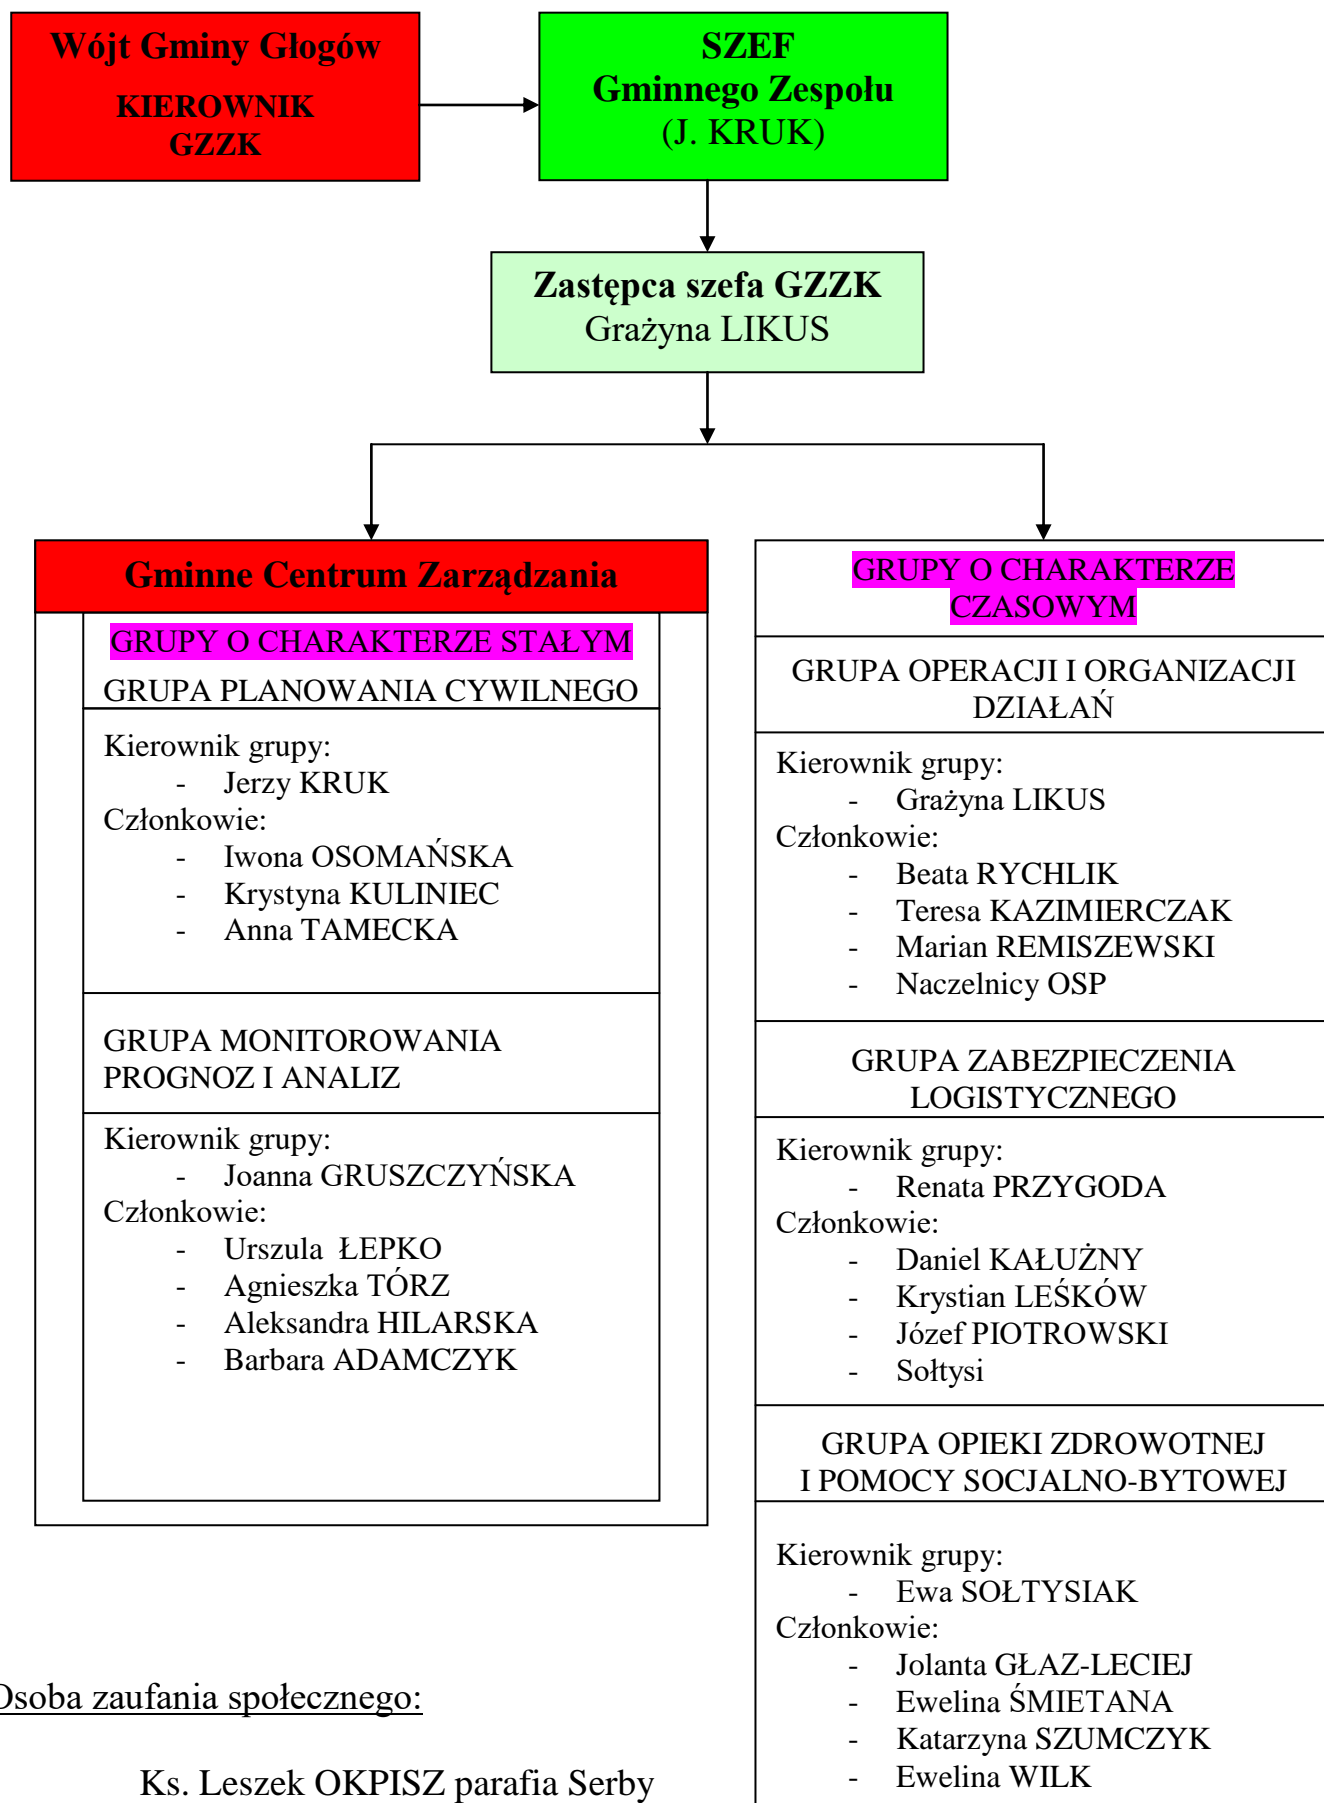 Wójt Gminy Głogów
KIEROWNIK
GZZK
SZEF
Gminnego Zespołu
(J. KRUK)
Zastępca szefa GZZK
Grażyna LIKUS
Gminne Centrum Zarządzania
GRUPY O CHARAKTERZE STAŁYM
GRUPA PLANOWANIA CYWILNEGO
Kierownik grupy:
- Jerzy KRUK
Członkowie:
- Iwona OSOMAŃSKA
- Krystyna KULINIEC
- Anna TAMECKA
GRUPA MONITOROWANIA
PROGNOZ I ANALIZ
Kierownik grupy:
- Joanna GRUSZCZYŃSKA
Członkowie:
- Urszula ŁEPKO
- Agnieszka TÓRZ
- Aleksandra HILARSKA
- Barbara ADAMCZYK
GRUPY O CHARAKTERZE
CZASOWYM
GRUPA OPERACJI I ORGANIZACJI
DZIAŁAŃ
Kierownik grupy:
- Grażyna LIKUS
Członkowie:
- Beata RYCHLIK
- Teresa KAZIMIERCZAK
- Marian REMISZEWSKI
- Naczelnicy OSP
GRUPA ZABEZPIECZENIA
LOGISTYCZNEGO
Kierownik grupy:
- Renata PRZYGODA
Członkowie:
- Daniel KAŁUŻNY
- Krystian LEŚKÓW
- Józef PIOTROWSKI
- Sołtysi
GRUPA OPIEKI ZDROWOTNEJ
I POMOCY SOCJALNO-BYTOWEJ
Kierownik grupy:
- Ewa SOŁTYSIAK
Członkowie:
- Jolanta GŁAZ-LECIEJ
- Ewelina ŚMIETANA
- Katarzyna SZUMCZYK
- Ewelina WILK
Osoba zaufania społecznego:
Ks. Leszek OKPISZ parafia Serby